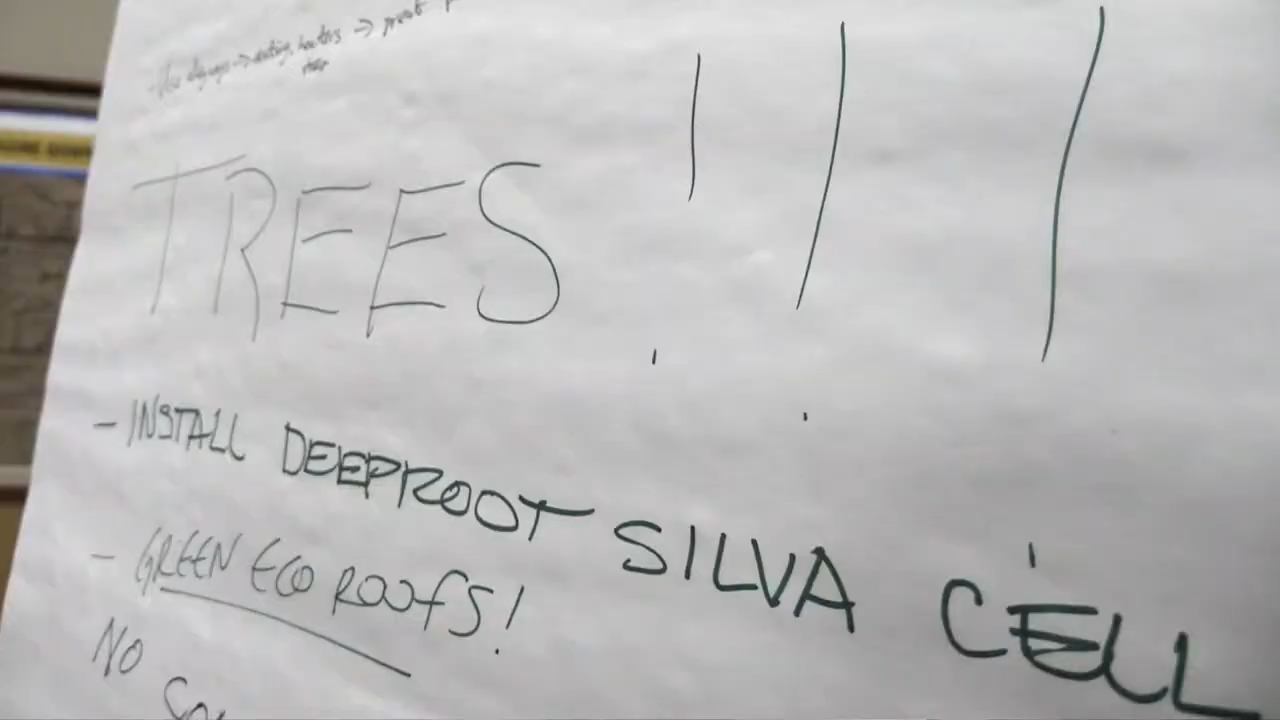 TREES !!!
- INSTALL DEEPROOT SILVA CELL
- GREEN ECO ROOFS!
NO